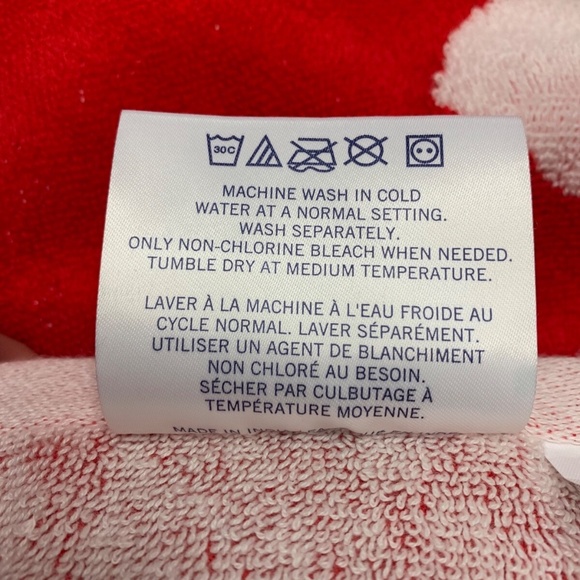 30C
MACHINE WASH IN COLD
WATER AT A NORMAL SETTING.
WASH SEPARATELY.
ONLY NON-CHLORINE BLEACH WHEN NEEDED.
TUMBLE DRY AT MEDIUM TEMPERATURE.
LAVER À LA MACHINE À L'EAU FROIDE AU
CYCLE NORMAL. LAVER SÉPARÉMENT.
UTILISER UN AGENT DE BLANCHIMENT
NON CHLORÉ AU BESOIN.
SÉCHER PAR CULBUTAGE À
TEMPÉRATURE MOYENNE.
MADE IN